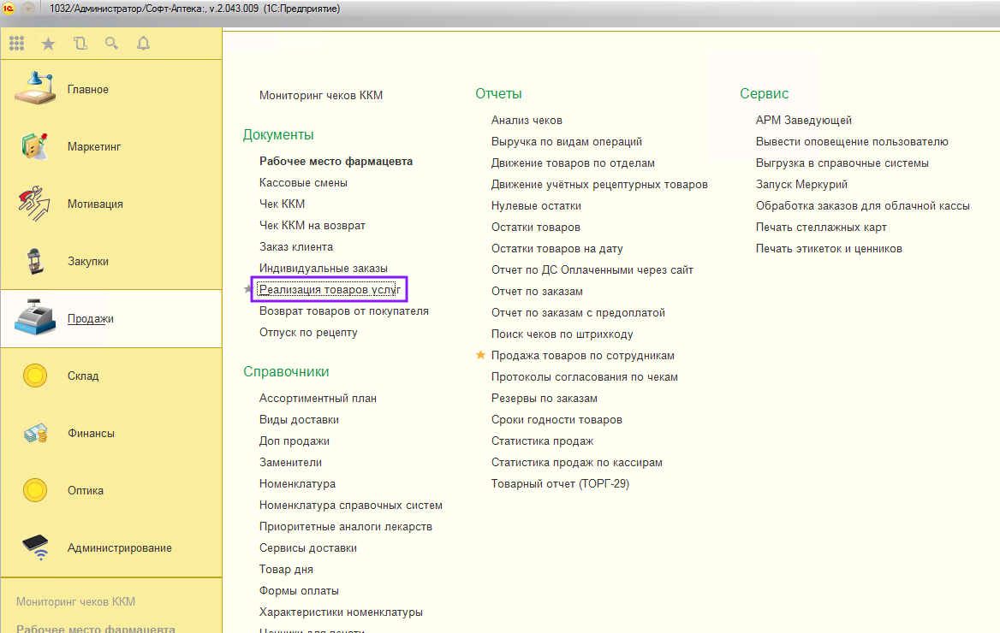 1032/Администратор/Софт-Аптека:, v.2.043.009 (1С:Предприятие)
Главное
Маркетинг
Мотивация
Закупки
Продажи
Склад
Финансы
Оптика
Администрирование
Мониторинг чеков ККМ
Рабочее место фармацевта
Мониторинг чеков ККМ
Документы
Рабочее место фармацевта
Кассовые смены
Чек ККМ
Чек ККМ на возврат
Заказ клиента
Индивидуальные заказы
Реализация товаров услуг
Возврат товаров от покупателя
Отпуск по рецепту
Справочники
Ассортиментный план
Виды доставки
Доп продажи
Заменители
Номенклатура
Номенклатура справочных систем
Приоритетные аналоги лекарств
Сервисы доставки
Товар дня
Формы оплаты
Характеристики номенклатуры
Ценники для печати
Отчеты
Анализ чеков
Выручка по видам операций
Движение товаров по отделам
Движение учётных рецептурных товаров
Нулевые остатки
Остатки товаров
Остатки товаров на дату
Отчет по ДС Оплаченными через сайт
Отчет по заказам
Отчет по заказам с предоплатой
Поиск чеков по штрихкоду
Продажа товаров по сотрудникам
Протоколы согласования по чекам
Резервы по заказам
Сроки годности товаров
Статистика продаж
Статистика продаж по кассирам
Товарный отчет (ТОРГ-29)
Сервис
АРМ Заведующей
Вывести оповещение пользователю
Выгрузка в справочные системы
Запуск Меркурий
Обработка заказов для облачной кассы
Печать стеллажных карт
Печать этикеток и ценников